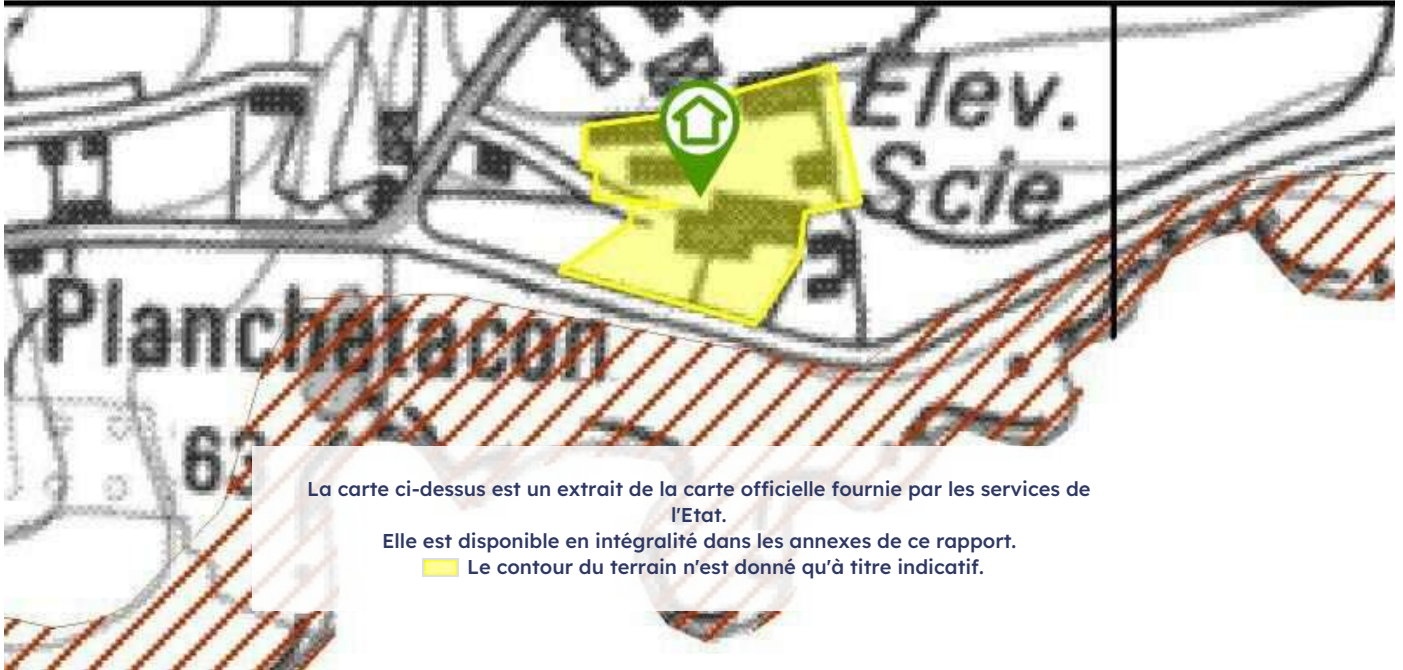 Elev.
Scie
Planchetacon
62
La carte ci-dessus est un extrait de la carte officielle fournie par les services de
l'Etat.
Elle est disponible en intégralité dans les annexes de ce rapport.
Le contour du terrain n'est donné qu'à titre indicatif.